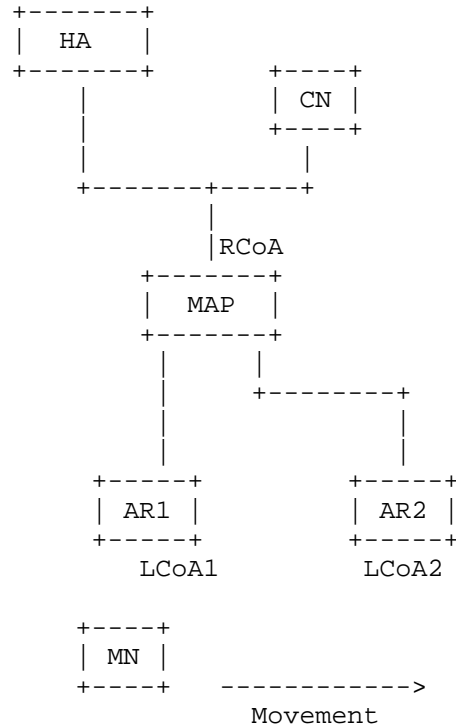 HA
CN
RCoA
MAP
AR1 AR2
LCoA1 LCoA2
MN
Movement